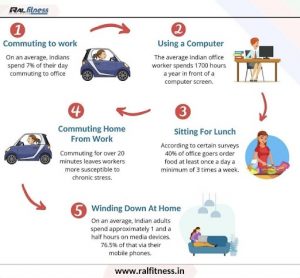 RALfitness
1
Commuting to work
On an average, Indians
spend 7% of their day
commuting to office
2
Using a Computer
The average Indian office
worker spends 1700 hours
a year in front of a
computer screen.
4
Commuting Home
From Work
Commuting for over 20
minutes leaves workers
more susceptible to
chronic stress.
3
Sitting For Lunch
According to certain surveys
40% of office goers order
food at least once a day a
minimum of 3 times a week.
5
Winding Down At Home
On an average, Indian adults
spend approximately 1 and a
half hours on media devices.
76.5% of that via their
mobile phones.
www.ralfitness.in